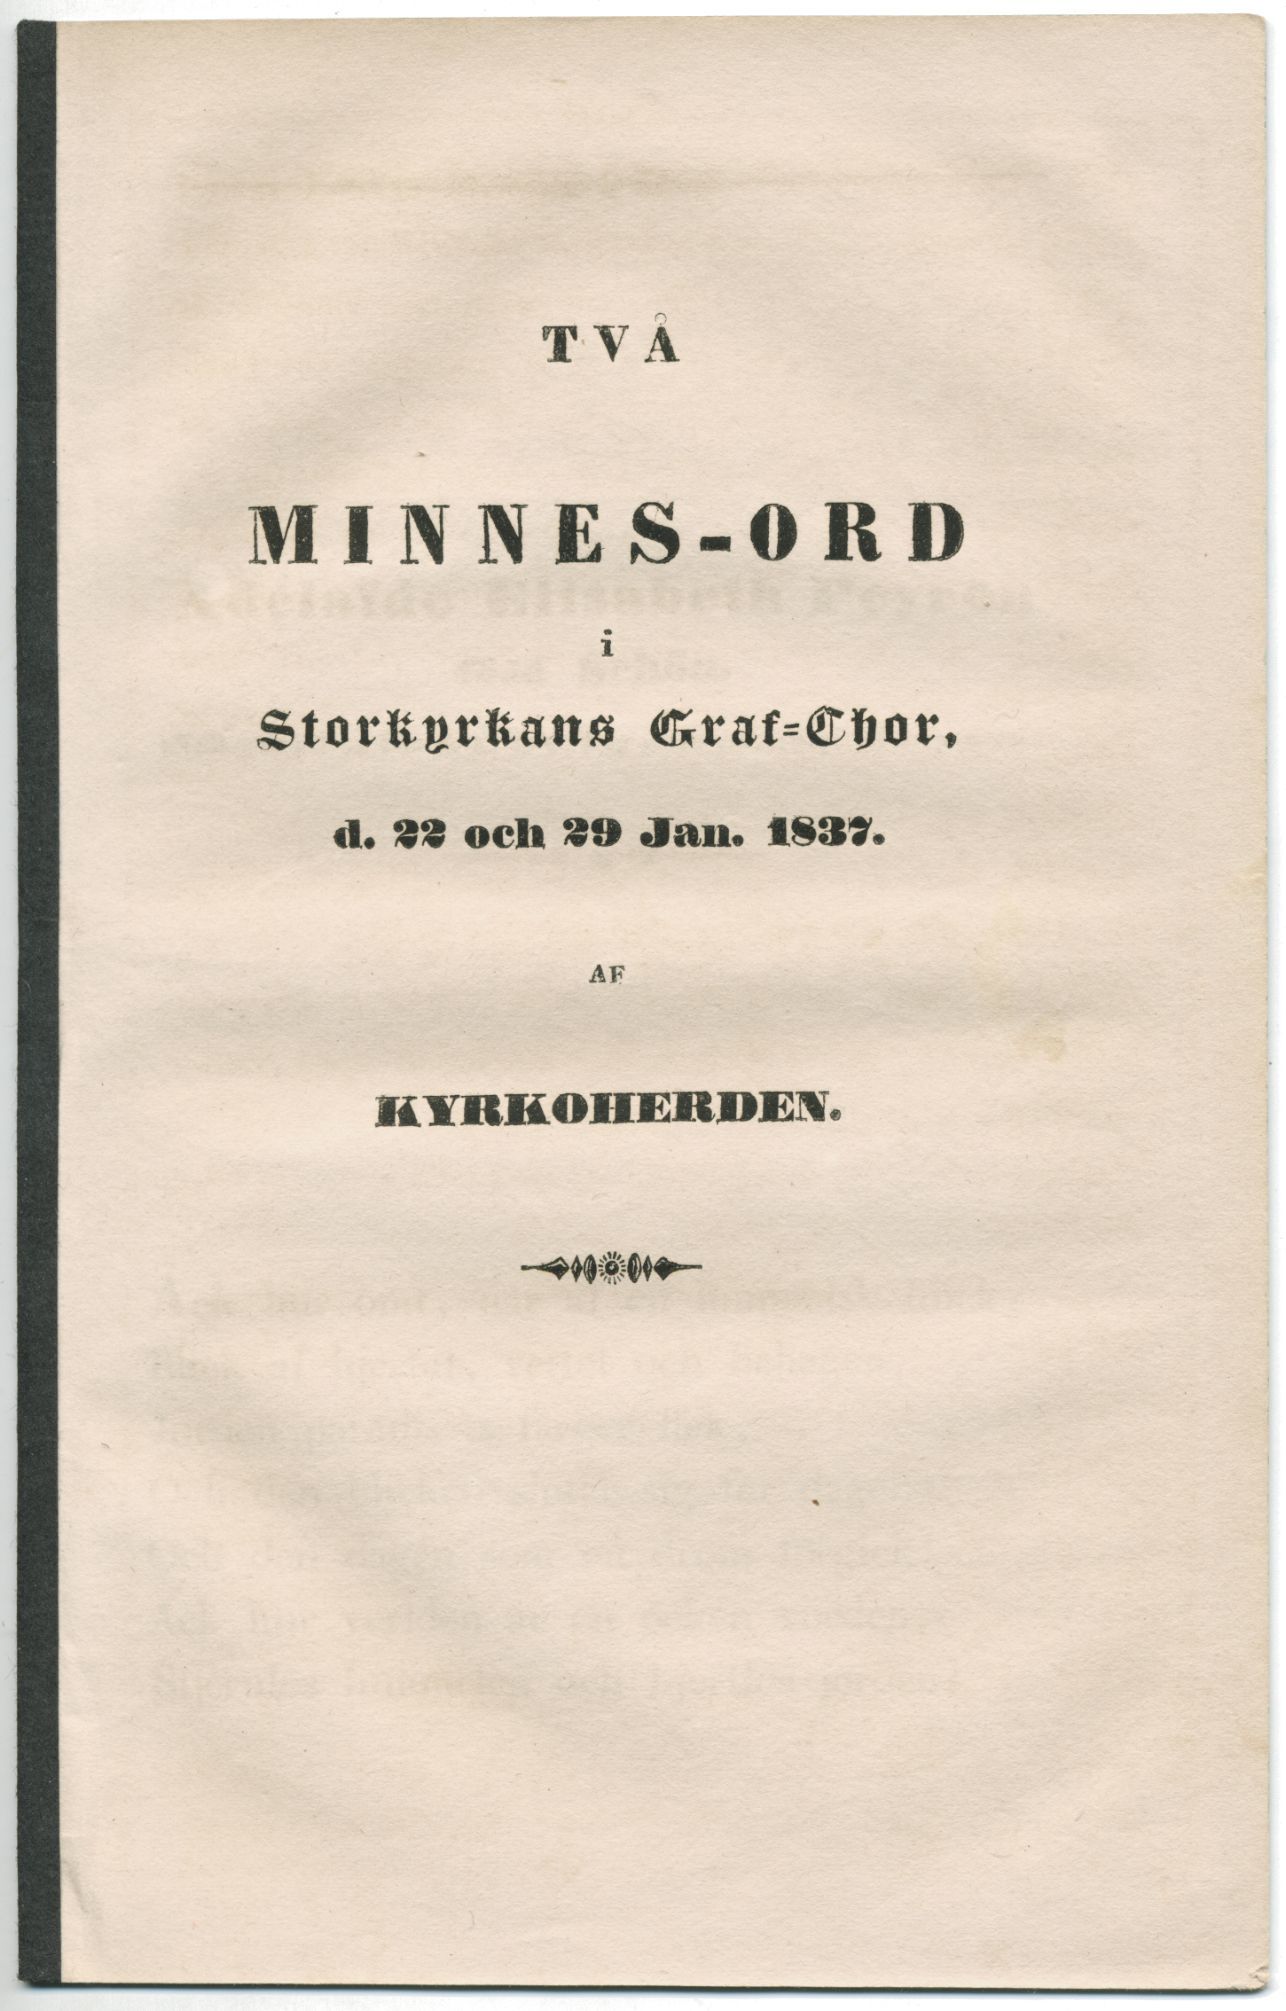 TVÅ
MINNES-ORD
i
Storkyrkans Graf=Chor,
d. 22 och 29 Jan. 1837.
AF
KYRKOHERDEN.